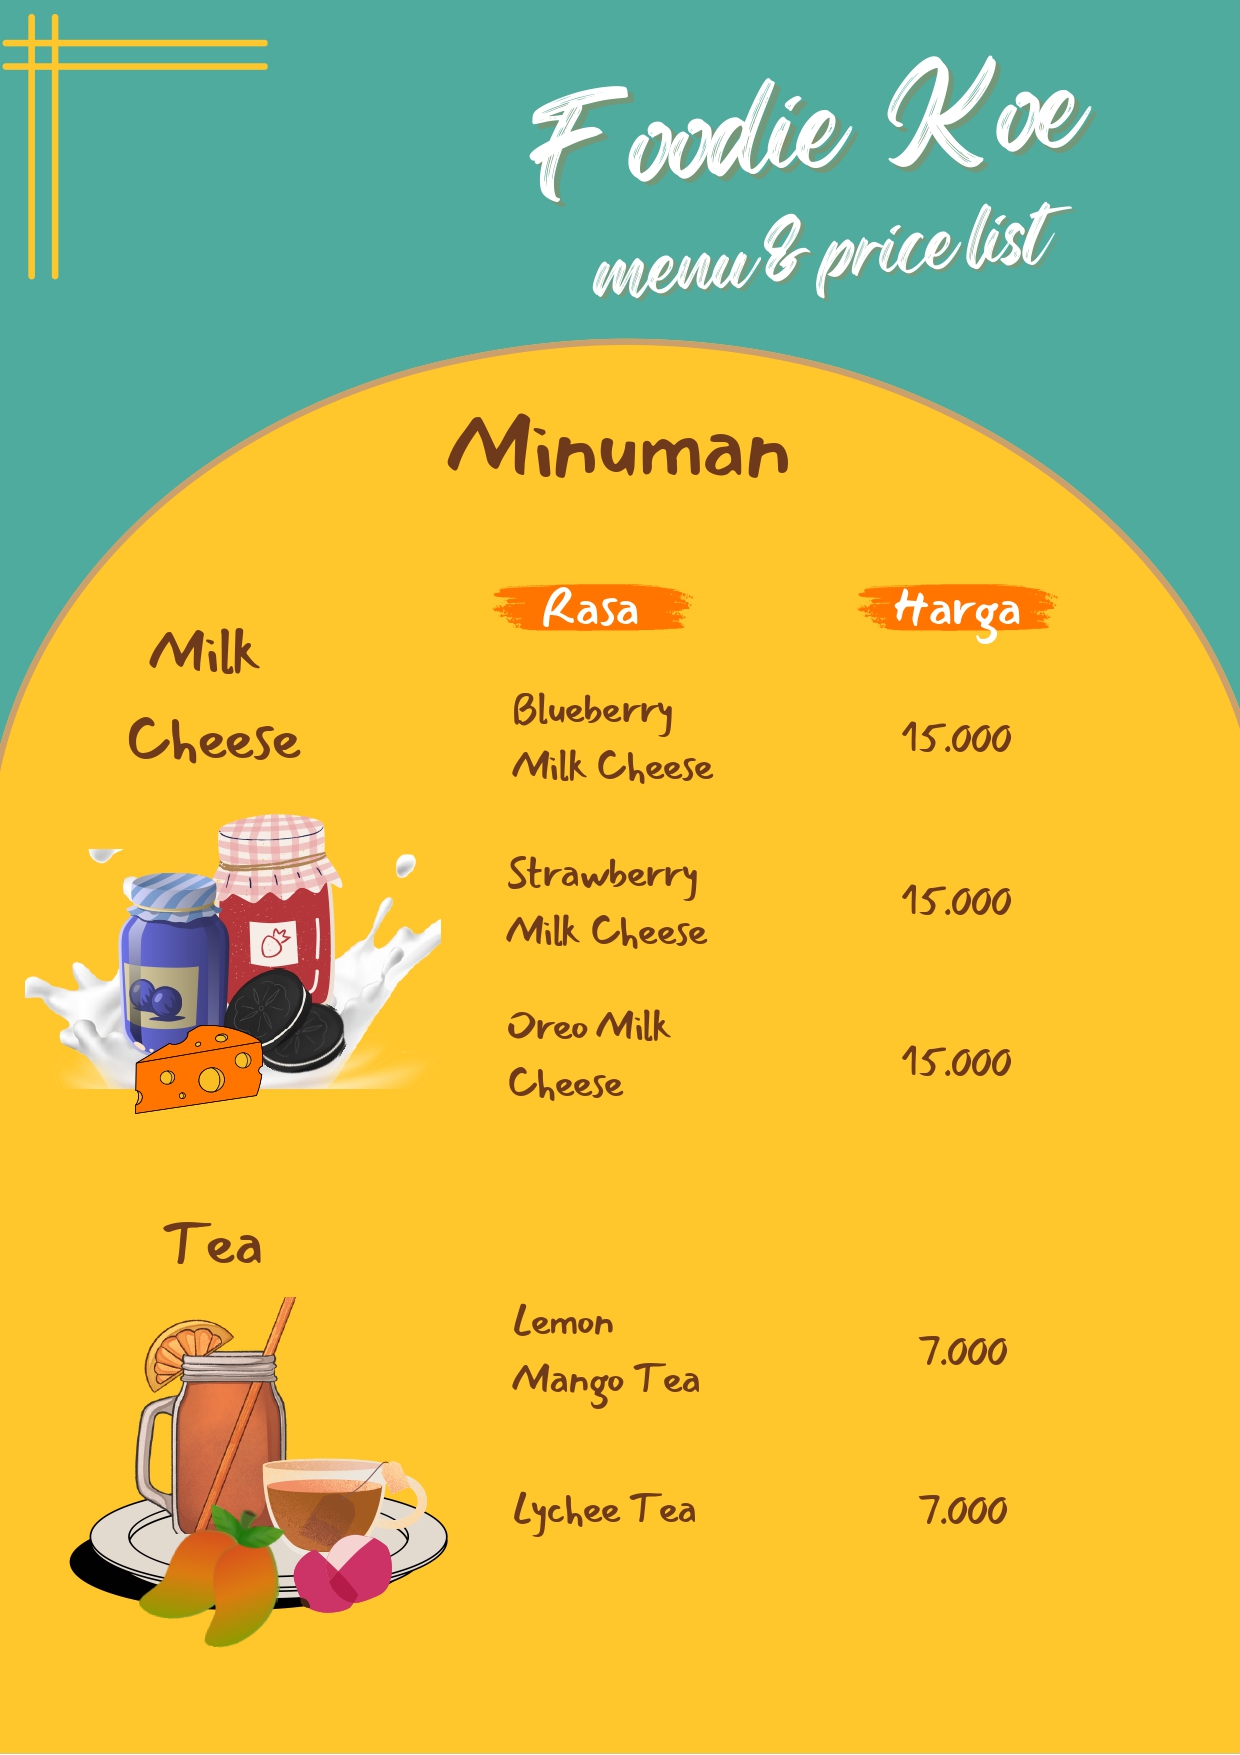 Foodie Koe
menu & price list
Minuman
Rasa
Harga
Milk
Cheese
Blueberry
Milk Cheese
15.000
Strawberry
Milk Cheese
15.000
Oreo Milk
Cheese
15.000
Tea
Lemon
Mango Tea
7.000
Lychee Tea
7.000